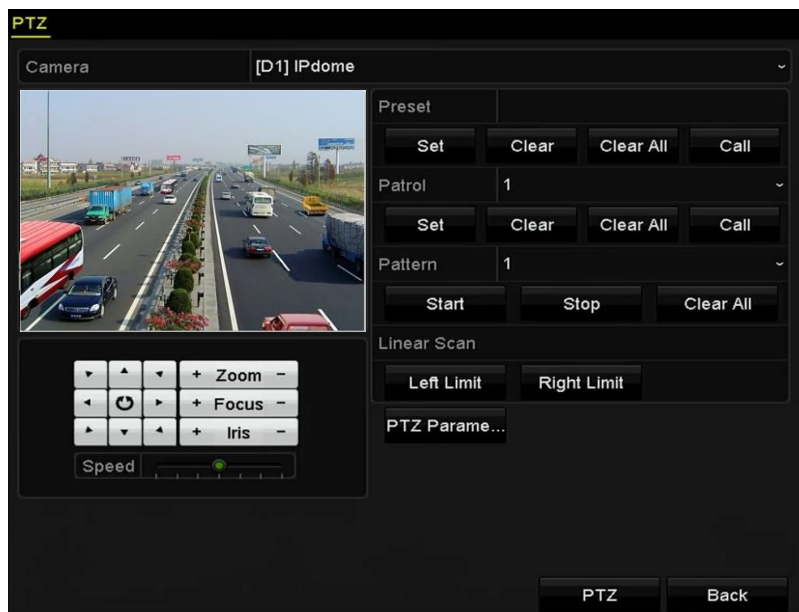 PTZ
Camera [D1] IPdome
Preset
Set Clear Clear All Call
Patrol 1
Set Clear Clear All Call
Pattern 1
Start Stop Clear All
Linear Scan
Left Limit Right Limit
PTZ Parame...
+ Zoom -
+ Focus -
+ Iris -
Speed
PTZ Back